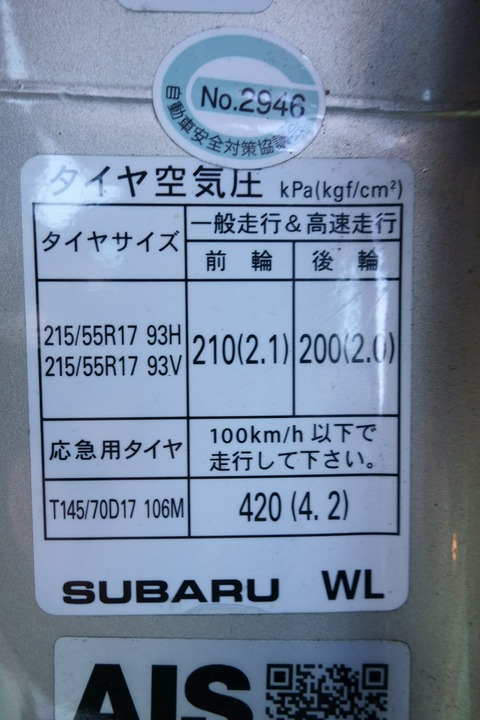 No.2946
自動車安全対策協議会
タイヤ空気圧 kPa(kgf/cm²)
タイヤサイズ
一般走行＆高速走行
前輪 後輪
215/55R17 93H
215/55R17 93V
210(2.1) 200(2.0)
応急用タイヤ
100km/h 以下で
走行して下さい。
T145/70D17 106M 420 (4.2)
SUBARU WL
AIS